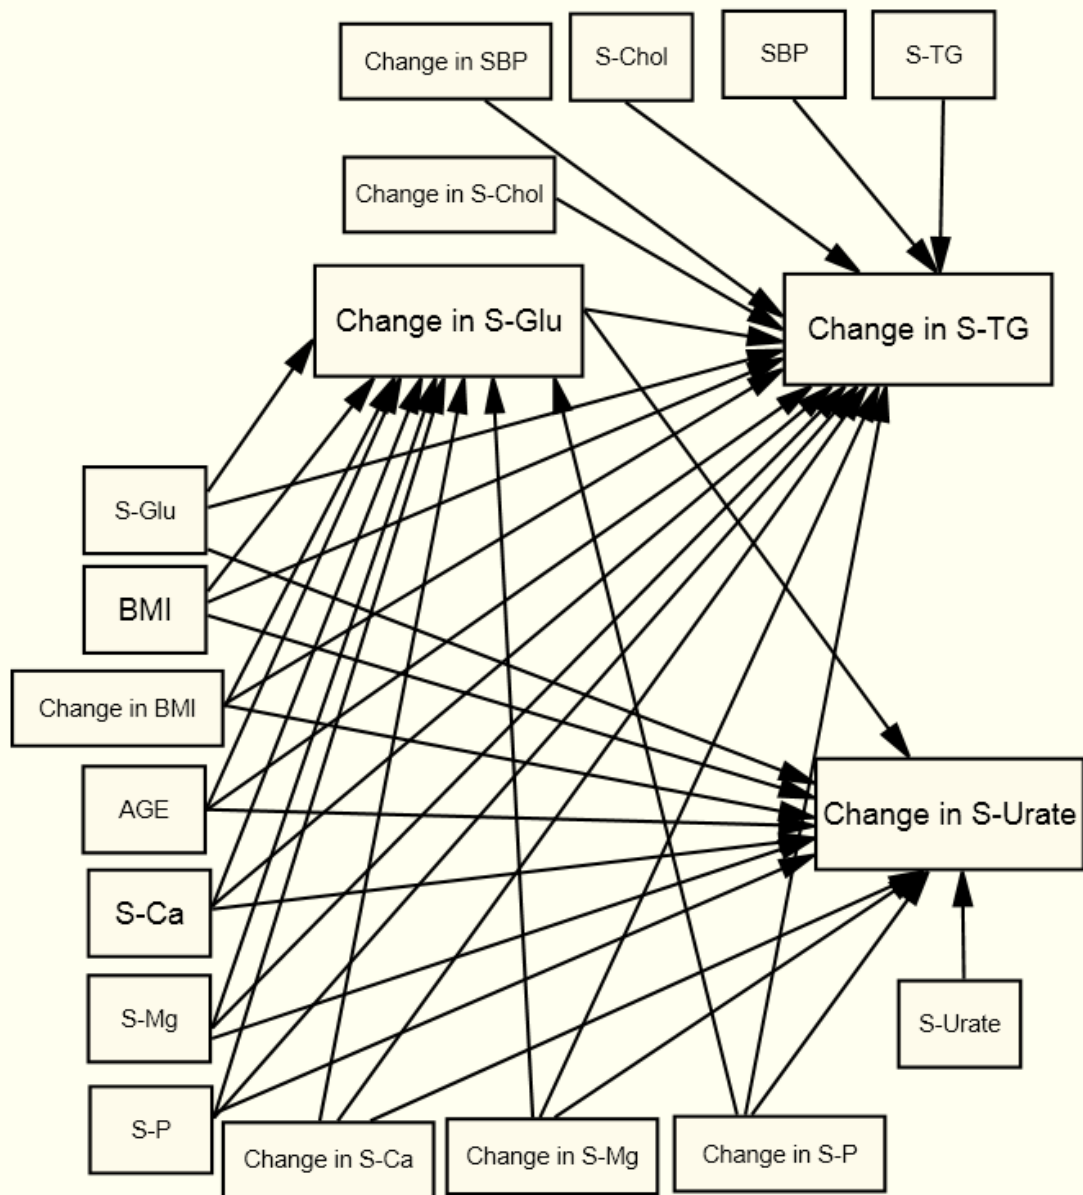 Change in SBP
S-Chol
SBP
S-TG
Change in S-Chol
Change in S-Glu
Change in S-TG
S-Glu
BMI
Change in BMI
AGE
Change in S-Urate
S-Ca
S-Mg
S-Urate
S-P
Change in S-Ca
Change in S-Mg
Change in S-P